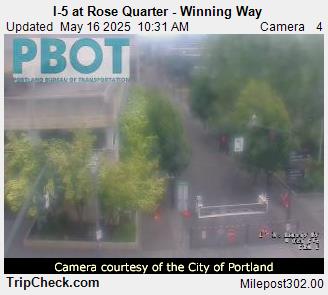 I-5 at Rose Quarter - Winning Way
Updated May 16 2025 10:31 AM Camera 4
PBOT
PORTLAND BUREAU OF TRANSPORTATION
Camera courtesy of the City of Portland
TripCheck.com Milepost302.00